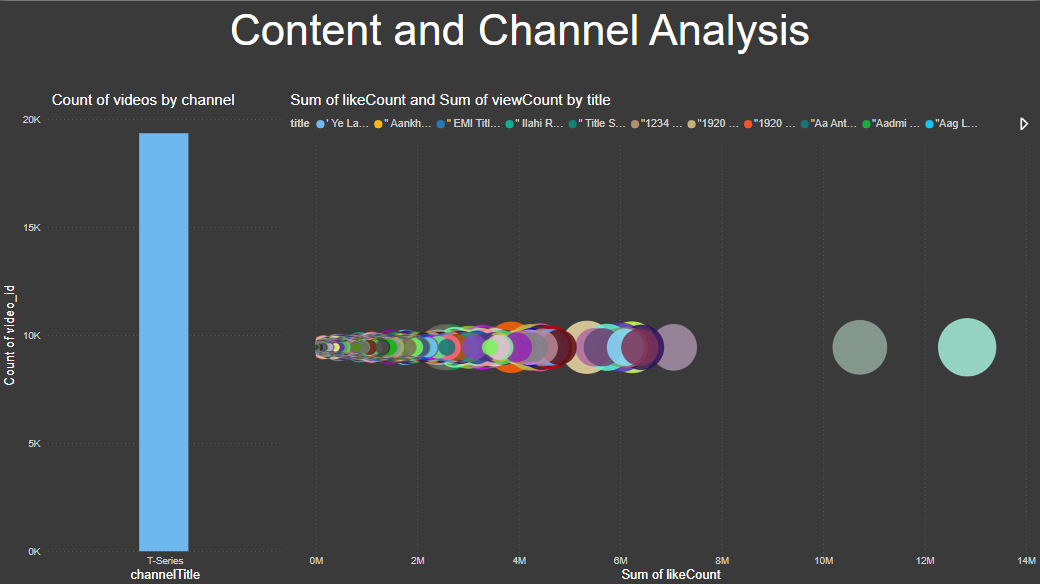 Content and Channel Analysis
Count of videos by channel
20K
15K
10K
5K
0K
Count of video_id
T-Series
channelTitle
Sum of likeCount and Sum of viewCount by title
title ' Ye La... " Aankh... " EMI Titl... " Ilahi R... " Title S... "1234 ... "1920 ... "1920 ... "Aa Ant... "Aadmi ... "Aag L...
0M 2M 4M 6M 8M 10M 12M 14M
Sum of likeCount